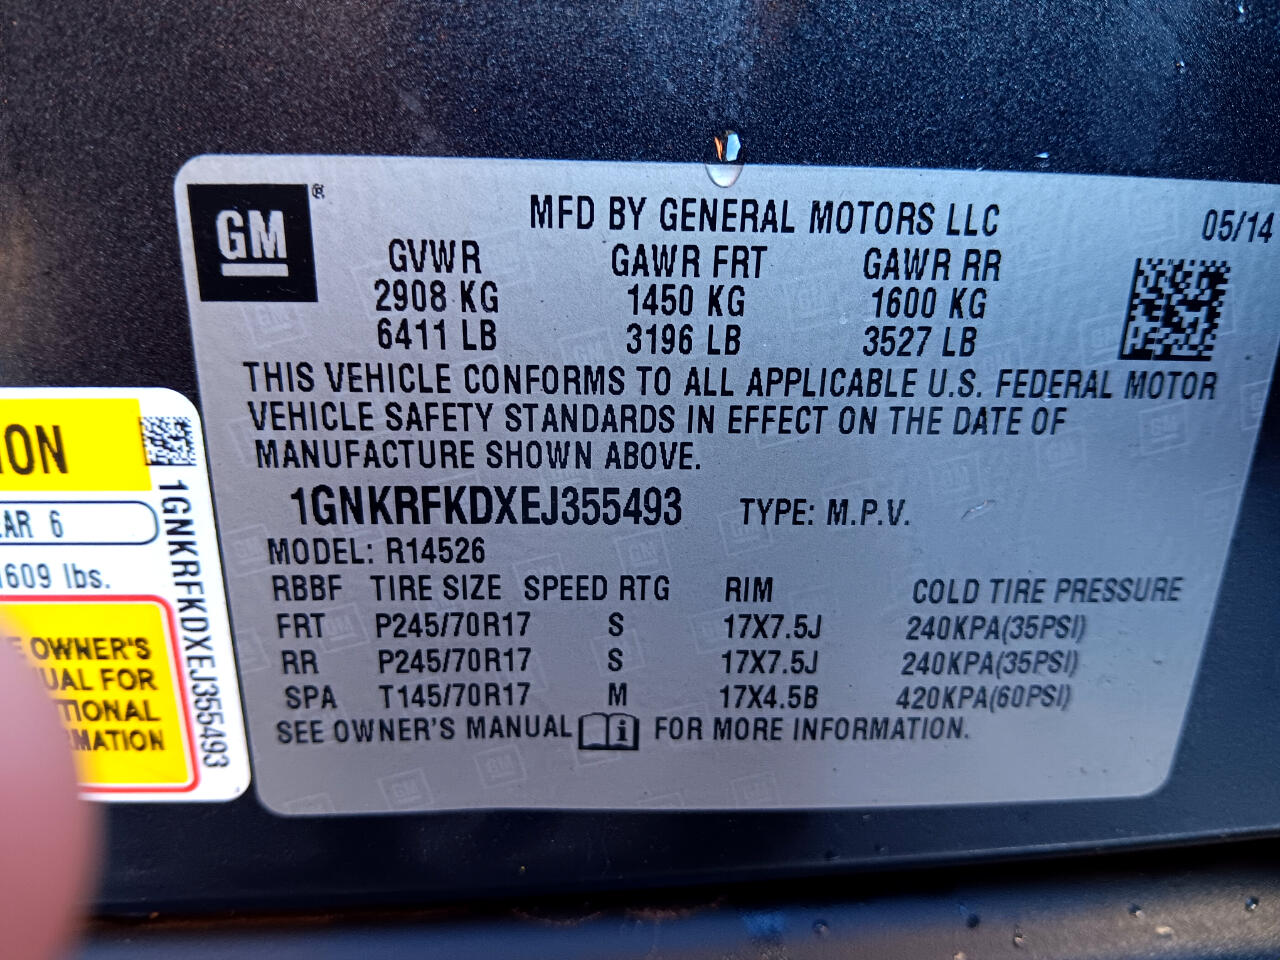 GM
®
MFD BY GENERAL MOTORS LLC
05/14
GVWR GAWR FRT GAWR RR
2908 KG 1450 KG 1600 KG
6411 LB 3196 LB 3527 LB
THIS VEHICLE CONFORMS TO ALL APPLICABLE U.S. FEDERAL MOTOR
VEHICLE SAFETY STANDARDS IN EFFECT ON THE DATE OF
MANUFACTURE SHOWN ABOVE.
1GNKRFKDXEJ355493 TYPE: M.P.V.
MODEL: R14526
RBBF TIRE SIZE SPEED RTG RIM COLD TIRE PRESSURE
FRT P245/70R17 S 17X7.5J 240KPA(35PSI)
RR P245/70R17 S 17X7.5J 240KPA(35PSI)
SPA T145/70R17 M 17X4.5B 420KPA(60PSI)
SEE OWNER'S MANUAL FOR MORE INFORMATION.
ION
AR 6
1609 lbs.
E OWNER'S
UAL FOR
TIONAL
MATION
1GNKRFKDXEJ355493